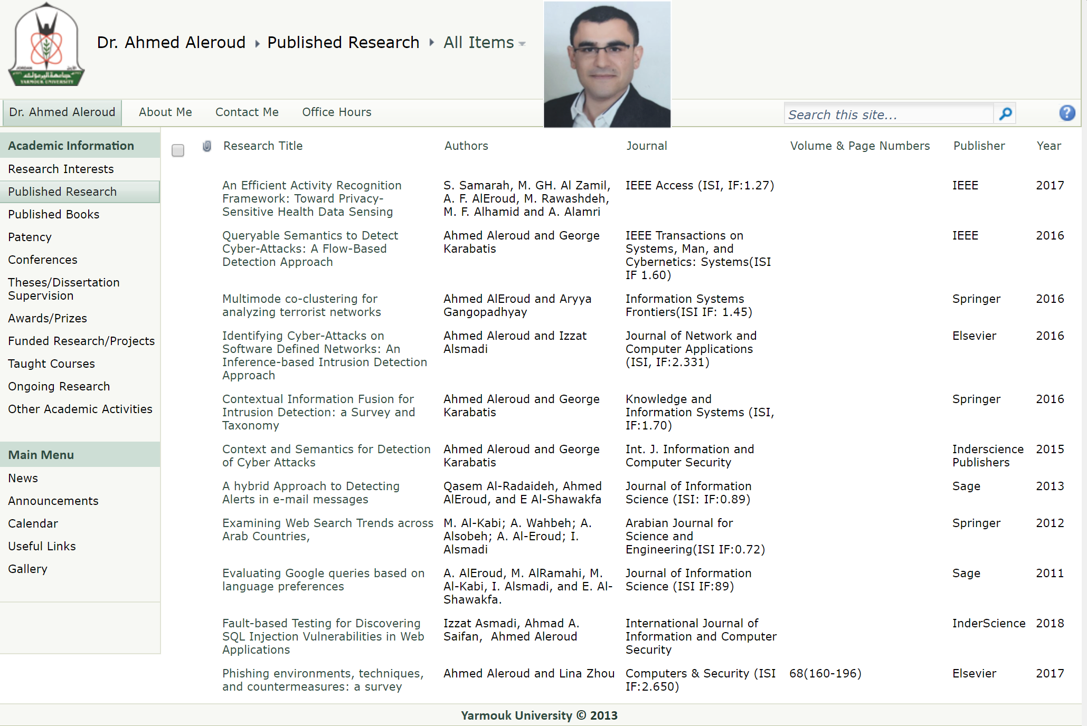 Dr. Ahmed Aleroud ▸ Published Research ▸ All Items
جامعة اليرموك
YARMOUK UNIVERSITY
Dr. Ahmed Aleroud About Me Contact Me Office Hours
Search this site...
Academic Information
Research Interests
Published Research
Published Books
Patency
Conferences
Theses/Dissertation
Supervision
Awards/Prizes
Funded Research/Projects
Taught Courses
Ongoing Research
Other Academic Activities
Main Menu
News
Announcements
Calendar
Useful Links
Gallery
Research Title Authors Journal Volume & Page Numbers Publisher Year
An Efficient Activity Recognition
Framework: Toward Privacy-
Sensitive Health Data Sensing
S. Samarah, M. GH. Al Zamil,
A. F. AlEroud, M. Rawashdeh,
M. F. Alhamid and A. Alamri
IEEE Access (ISI, IF:1.27)
IEEE
2017
Queryable Semantics to Detect
Cyber-Attacks: A Flow-Based
Detection Approach
Ahmed Aleroud and George
Karabatis
IEEE Transactions on
Systems, Man, and
Cybernetics: Systems(ISI
IF 1.60)
IEEE
2016
Multimode co-clustering for
analyzing terrorist networks
Ahmed AlEroud and Aryya
Gangopadhyay
Information Systems
Frontiers(ISI IF: 1.45)
Springer
2016
Identifying Cyber-Attacks on
Software Defined Networks: An
Inference-based Intrusion Detection
Approach
Ahmed Aleroud and Izzat
Alsmadi
Journal of Network and
Computer Applications
(ISI, IF:2.331)
Elsevier
2016
Contextual Information Fusion for
Intrusion Detection: a Survey and
Taxonomy
Ahmed Aleroud and George
Karabatis
Knowledge and
Information Systems (ISI,
IF:1.70)
Springer
2016
Context and Semantics for Detection
of Cyber Attacks
Ahmed Aleroud and George
Karabatis
Int. J. Information and
Computer Security
Inderscience
Publishers
2015
A hybrid Approach to Detecting
Alerts in e-mail messages
Qasem Al-Radaideh, Ahmed
AlEroud, and E Al-Shawakfa
Journal of Information
Science (ISI: IF:0.89)
Sage
2013
Examining Web Search Trends across
Arab Countries,
M. Al-Kabi; A. Wahbeh; A.
Alsobeh; A. Al-Eroud; I.
Alsmadi
Arabian Journal for
Science and
Engineering(ISI IF:0.72)
Springer
2012
Evaluating Google queries based on
language preferences
A. AlEroud, M. AlRamahi, M.
Al-Kabi, I. Alsmadi, and E. Al-
Shawakfa.
Journal of Information
Science (ISI IF:89)
Sage
2011
Fault-based Testing for Discovering
SQL Injection Vulnerabilities in Web
Applications
Izzat Asmadi, Ahmad A.
Saifan, Ahmed Aleroud
International Journal of
Information and Computer
Security
InderScience
2018
Phishing environments, techniques,
and countermeasures: a survey
Ahmed Aleroud and Lina Zhou
Computers & Security (ISI
IF:2.650)
68(160-196)
Elsevier
2017
Yarmouk University © 2013